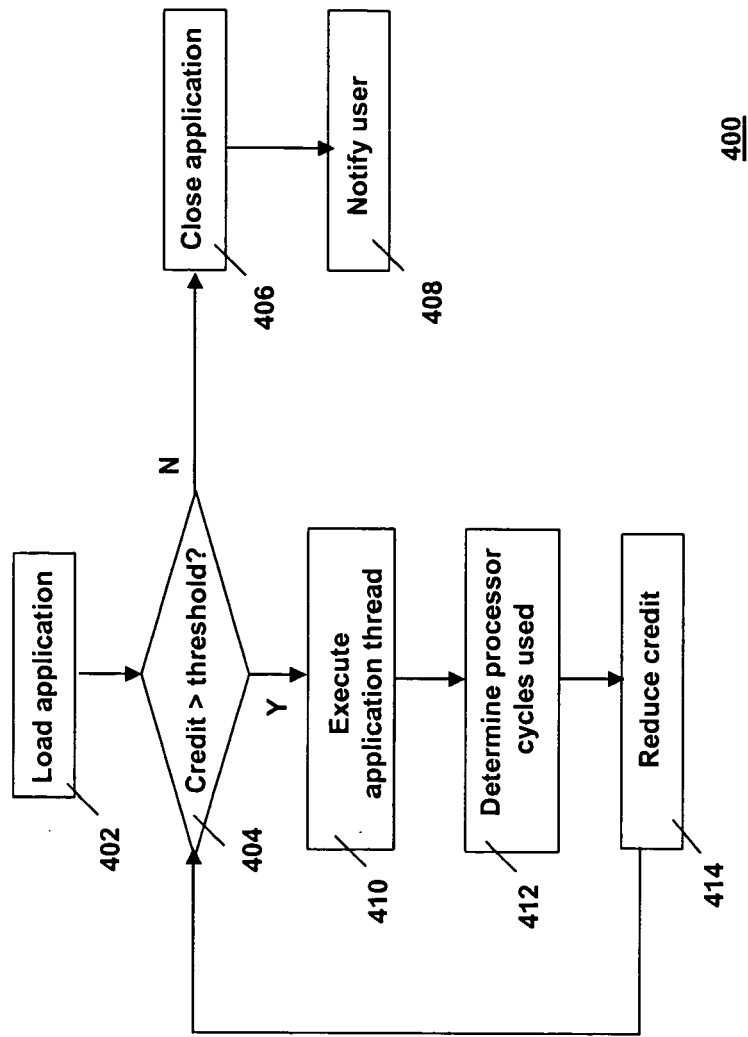 Load application
402
Credit > threshold?
404
N
Y
Close application
406
Notify user
408
Execute
application thread
410
Determine processor
cycles used
412
Reduce credit
414
400